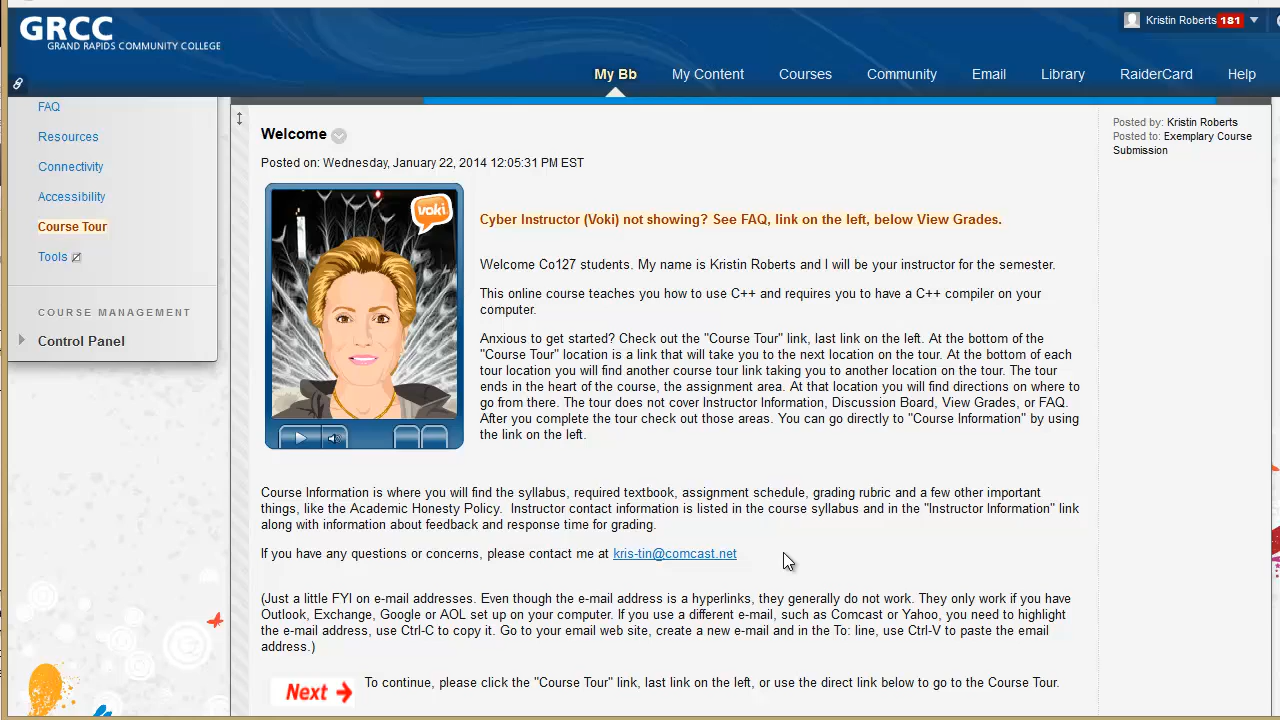 GRCC
GRAND RAPIDS COMMUNITY COLLEGE
Kristin Roberts 181
My Bb
My Content
Courses
Community
Email
Library
RaiderCard
Help
FAQ
Resources
Connectivity
Accessibility
Course Tour
Tools
COURSE MANAGEMENT
Control Panel
Welcome
Posted on: Wednesday, January 22, 2014 12:05:31 PM EST
voki
Cyber Instructor (Voki) not showing? See FAQ, link on the left, below View Grades.
Welcome Co127 students. My name is Kristin Roberts and I will be your instructor for the semester.
This online course teaches you how to use C++ and requires you to have a C++ compiler on your
computer.
Anxious to get started? Check out the "Course Tour" link, last link on the left. At the bottom of the
"Course Tour" location is a link that will take you to the next location on the tour. At the bottom of each
tour location you will find another course tour link taking you to another location on the tour. The tour
ends in the heart of the course, the assignment area. At that location you will find directions on where to
go from there. The tour does not cover Instructor Information, Discussion Board, View Grades, or FAQ.
After you complete the tour check out those areas. You can go directly to "Course Information" by using
the link on the left.
Course Information is where you will find the syllabus, required textbook, assignment schedule, grading rubric and a few other important
things, like the Academic Honesty Policy. Instructor contact information is listed in the course syllabus and in the "Instructor Information" link
along with information about feedback and response time for grading.
If you have any questions or concerns, please contact me at kris-tin@comcast.net
(Just a little FYI on e-mail addresses. Even though the e-mail address is a hyperlinks, they generally do not work. They only work if you have
Outlook, Exchange, Google or AOL set up on your computer. If you use a different e-mail, such as Comcast or Yahoo, you need to highlight
the e-mail address, use Ctrl-C to copy it. Go to your email web site, create a new e-mail and in the To: line, use Ctrl-V to paste the email
address.)
Next
To continue, please click the "Course Tour" link, last link on the left, or use the direct link below to go to the Course Tour.
Posted by: Kristin Roberts
Posted to: Exemplary Course
Submission